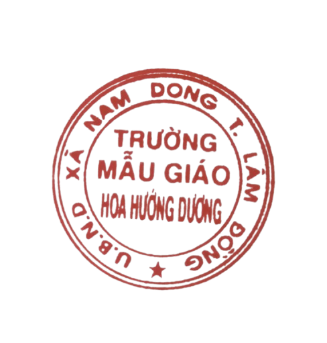 U.B.N.D XÃ NAM DONG T. LÂM ĐỒNG
TRƯỜNG
MẪU GIÁO
HOA HƯỚNG DƯƠNG